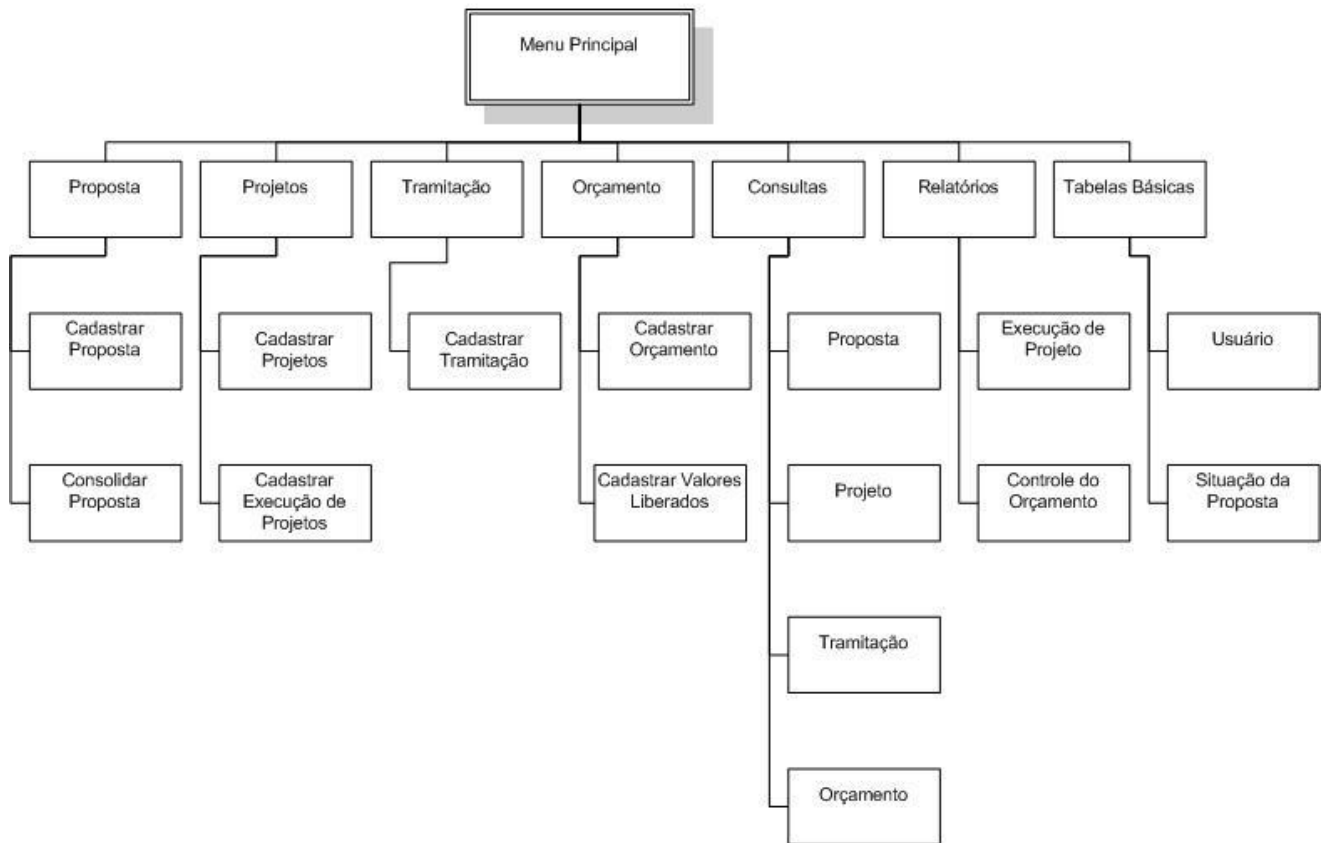 Menu Principal
Proposta
Projetos
Tramitação
Orçamento
Consultas
Relatórios
Tabelas Básicas
Cadastrar
Proposta
Cadastrar
Projetos
Cadastrar
Tramitação
Cadastrar
Orçamento
Proposta
Execução de
Projeto
Usuário
Consolidar
Proposta
Cadastrar
Execução de
Projetos
Cadastrar Valores
Liberados
Projeto
Controle do
Orçamento
Situação da
Proposta
Tramitação
Orçamento